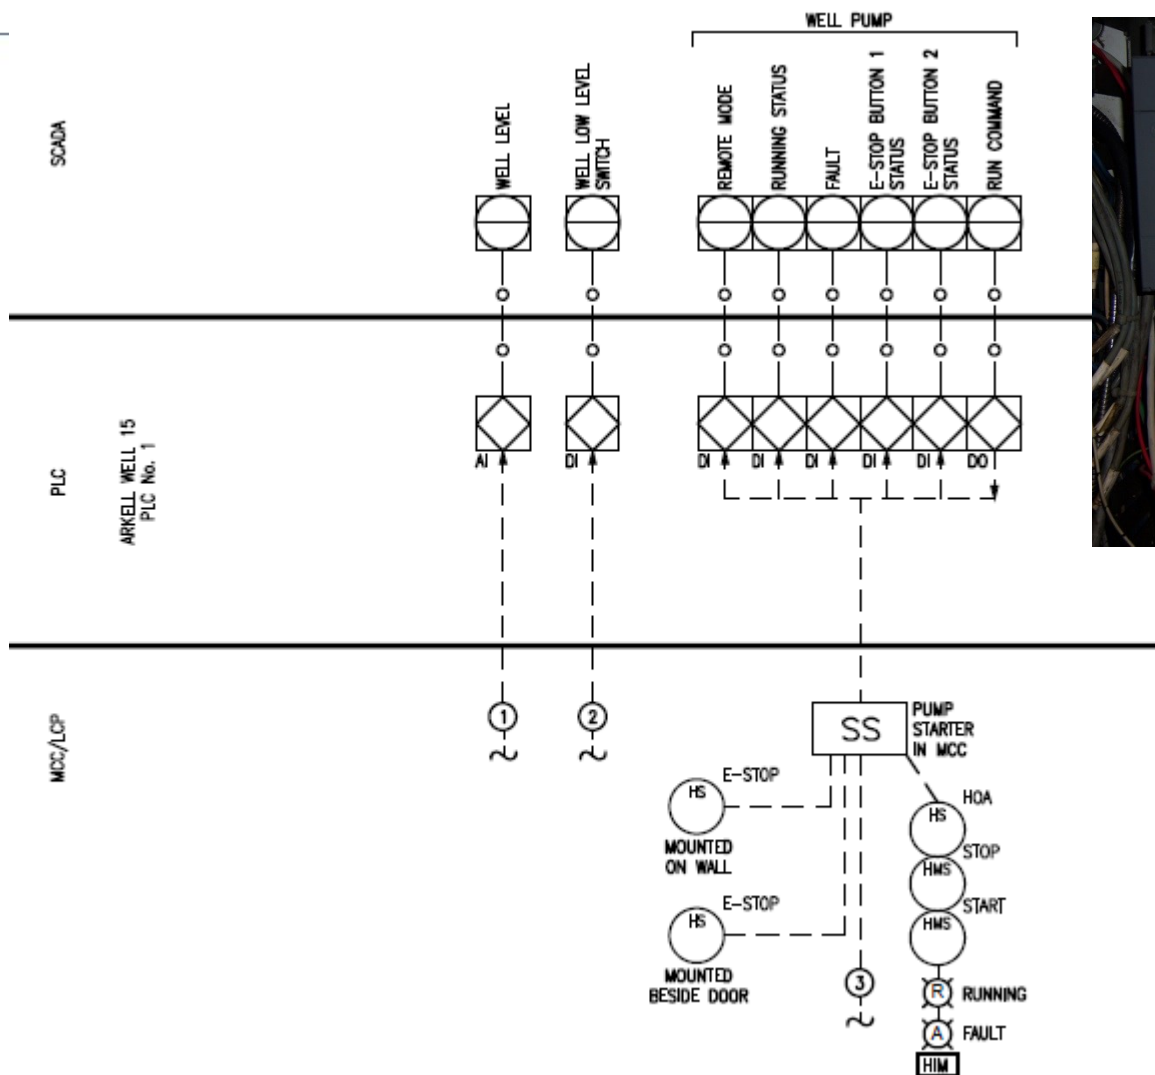 WELL PUMP
SCADA
WELL LEVEL
WELL LOW LEVEL
SWITCH
REMOTE MODE
RUNNING STATUS
FAULT
E-STOP BUTTON 1
STATUS
E-STOP BUTTON 2
STATUS
RUN COMMAND
PLC
ARKELL WELL 15
PLC No. 1
AI
DI
DI
DI
DI
DI
DI
DO
MCC/LCP
1
2
SS
PUMP
STARTER
IN MCC
HS
E-STOP
MOUNTED
ON WALL
HS
E-STOP
MOUNTED
BESIDE DOOR
3
HS
HOA
HMS
STOP
HMS
START
R
RUNNING
A
FAULT
HIM